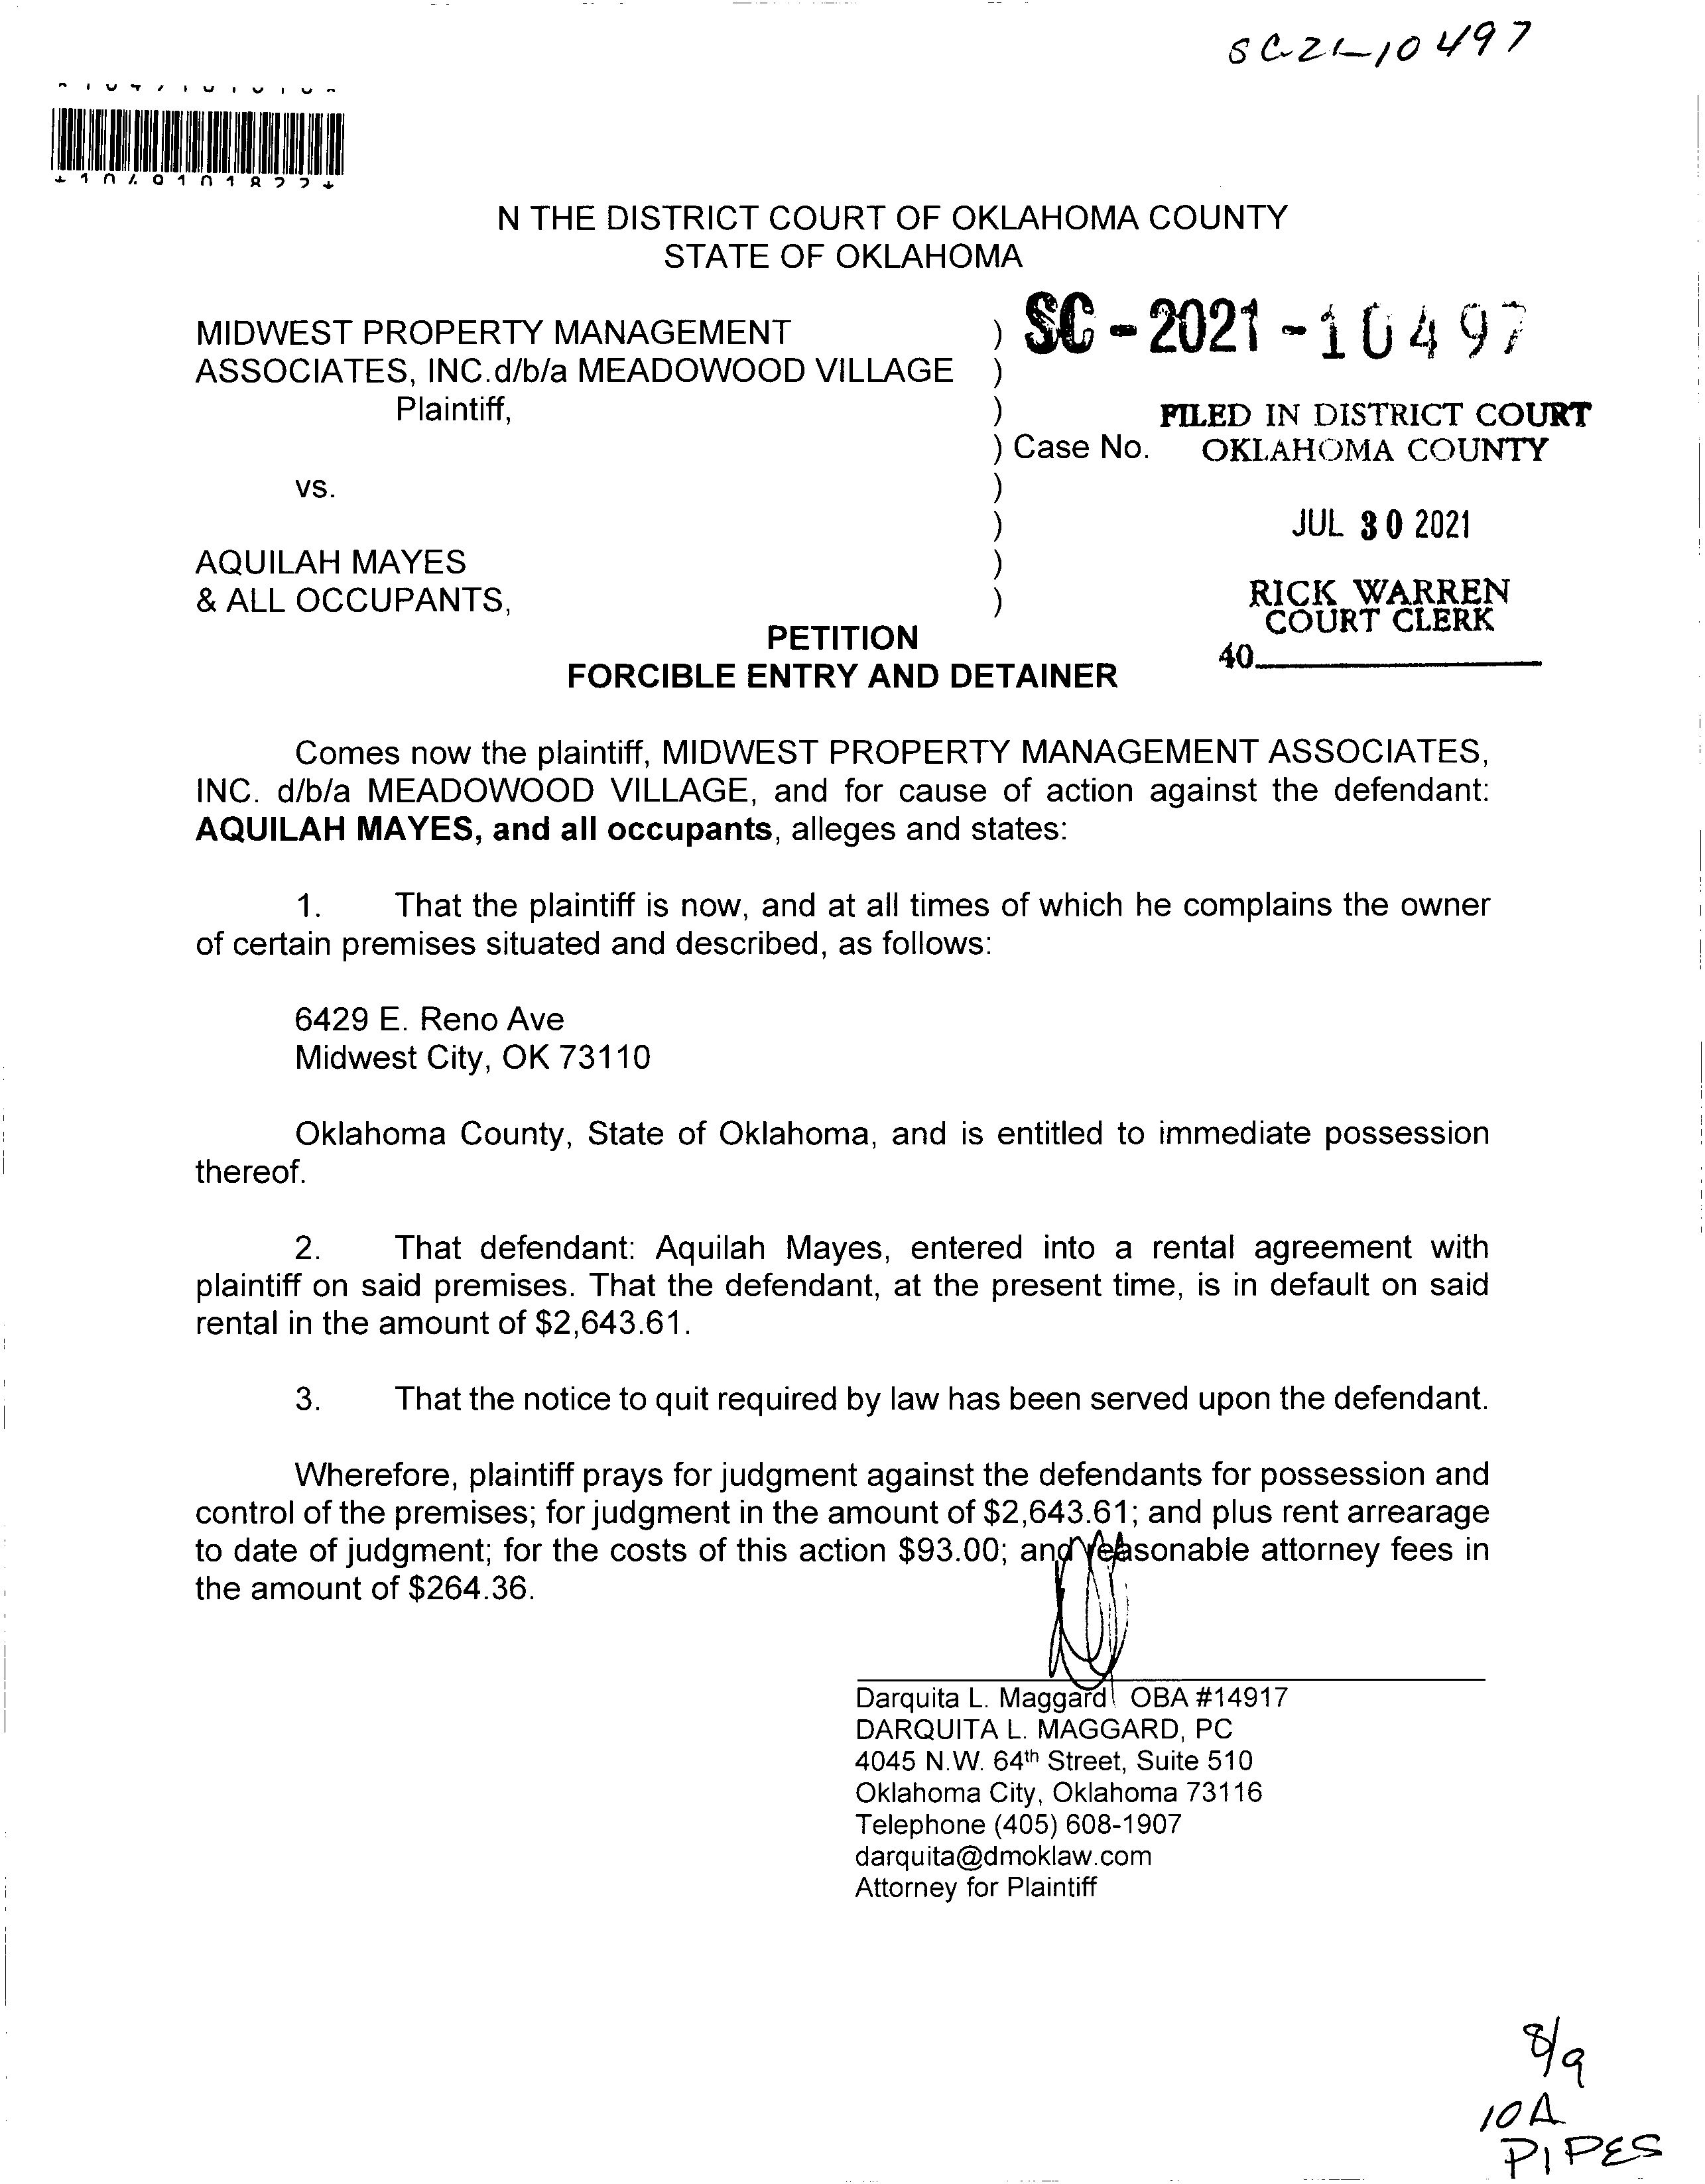 SC-21-10497
*1049101822*
N THE DISTRICT COURT OF OKLAHOMA COUNTY
STATE OF OKLAHOMA
MIDWEST PROPERTY MANAGEMENT ) SC-2021-10497
ASSOCIATES, INC.d/b/a MEADOWOOD VILLAGE )
Plaintiff, ) FILED IN DISTRICT COURT
) Case No. OKLAHOMA COUNTY
vs. )
) JUL 30 2021
AQUILAH MAYES )
& ALL OCCUPANTS, ) RICK WARREN
COURT CLERK
PETITION
40
FORCIBLE ENTRY AND DETAINER
Comes now the plaintiff, MIDWEST PROPERTY MANAGEMENT ASSOCIATES,
INC. d/b/a MEADOWOOD VILLAGE, and for cause of action against the defendant:
AQUILAH MAYES, and all occupants, alleges and states:
1. That the plaintiff is now, and at all times of which he complains the owner
of certain premises situated and described, as follows:
6429 E. Reno Ave
Midwest City, OK 73110
Oklahoma County, State of Oklahoma, and is entitled to immediate possession
thereof.
2. That defendant: Aquilah Mayes, entered into a rental agreement with
plaintiff on said premises. That the defendant, at the present time, is in default on said
rental in the amount of $2,643.61.
3. That the notice to quit required by law has been served upon the defendant.
Wherefore, plaintiff prays for judgment against the defendants for possession and
control of the premises; for judgment in the amount of $2,643.61; and plus rent arrearage
to date of judgment; for the costs of this action $93.00; and reasonable attorney fees in
the amount of $264.36.
Darquita L. Maggard OBA #14917
DARQUITA L. MAGGARD, PC
4045 N.W. 64th Street, Suite 510
Oklahoma City, Oklahoma 73116
Telephone (405) 608-1907
darquita@dmoklaw.com
Attorney for Plaintiff
8/9
10A
PIPES